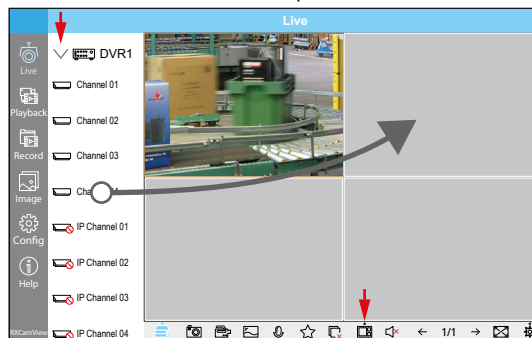 Live
DVR1
Live
Channel 01
Playback
Channel 02
Record
Channel 03
Image
IP Channel 01
Config
IP Channel 02
Help
IP Channel 03
RXCamView
IP Channel 04
1/1